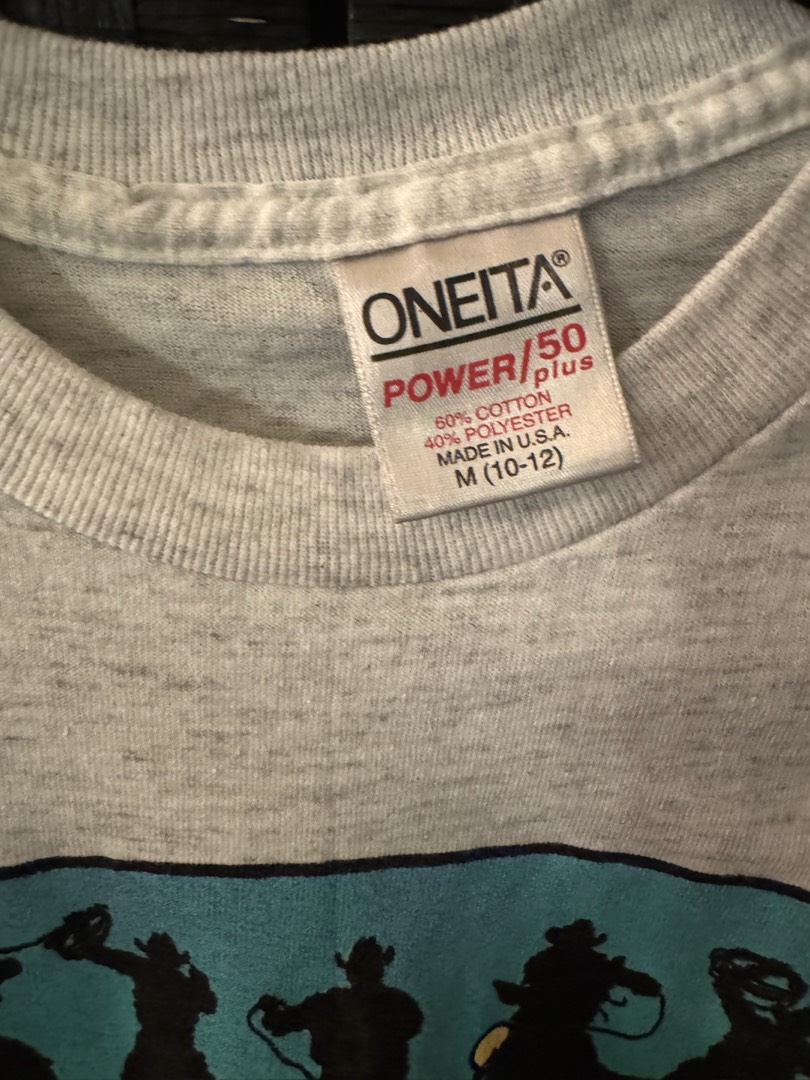 ONEITA®
POWER/50
plus
60% COTTON
40% POLYESTER
MADE IN U.S.A.
M (10-12)